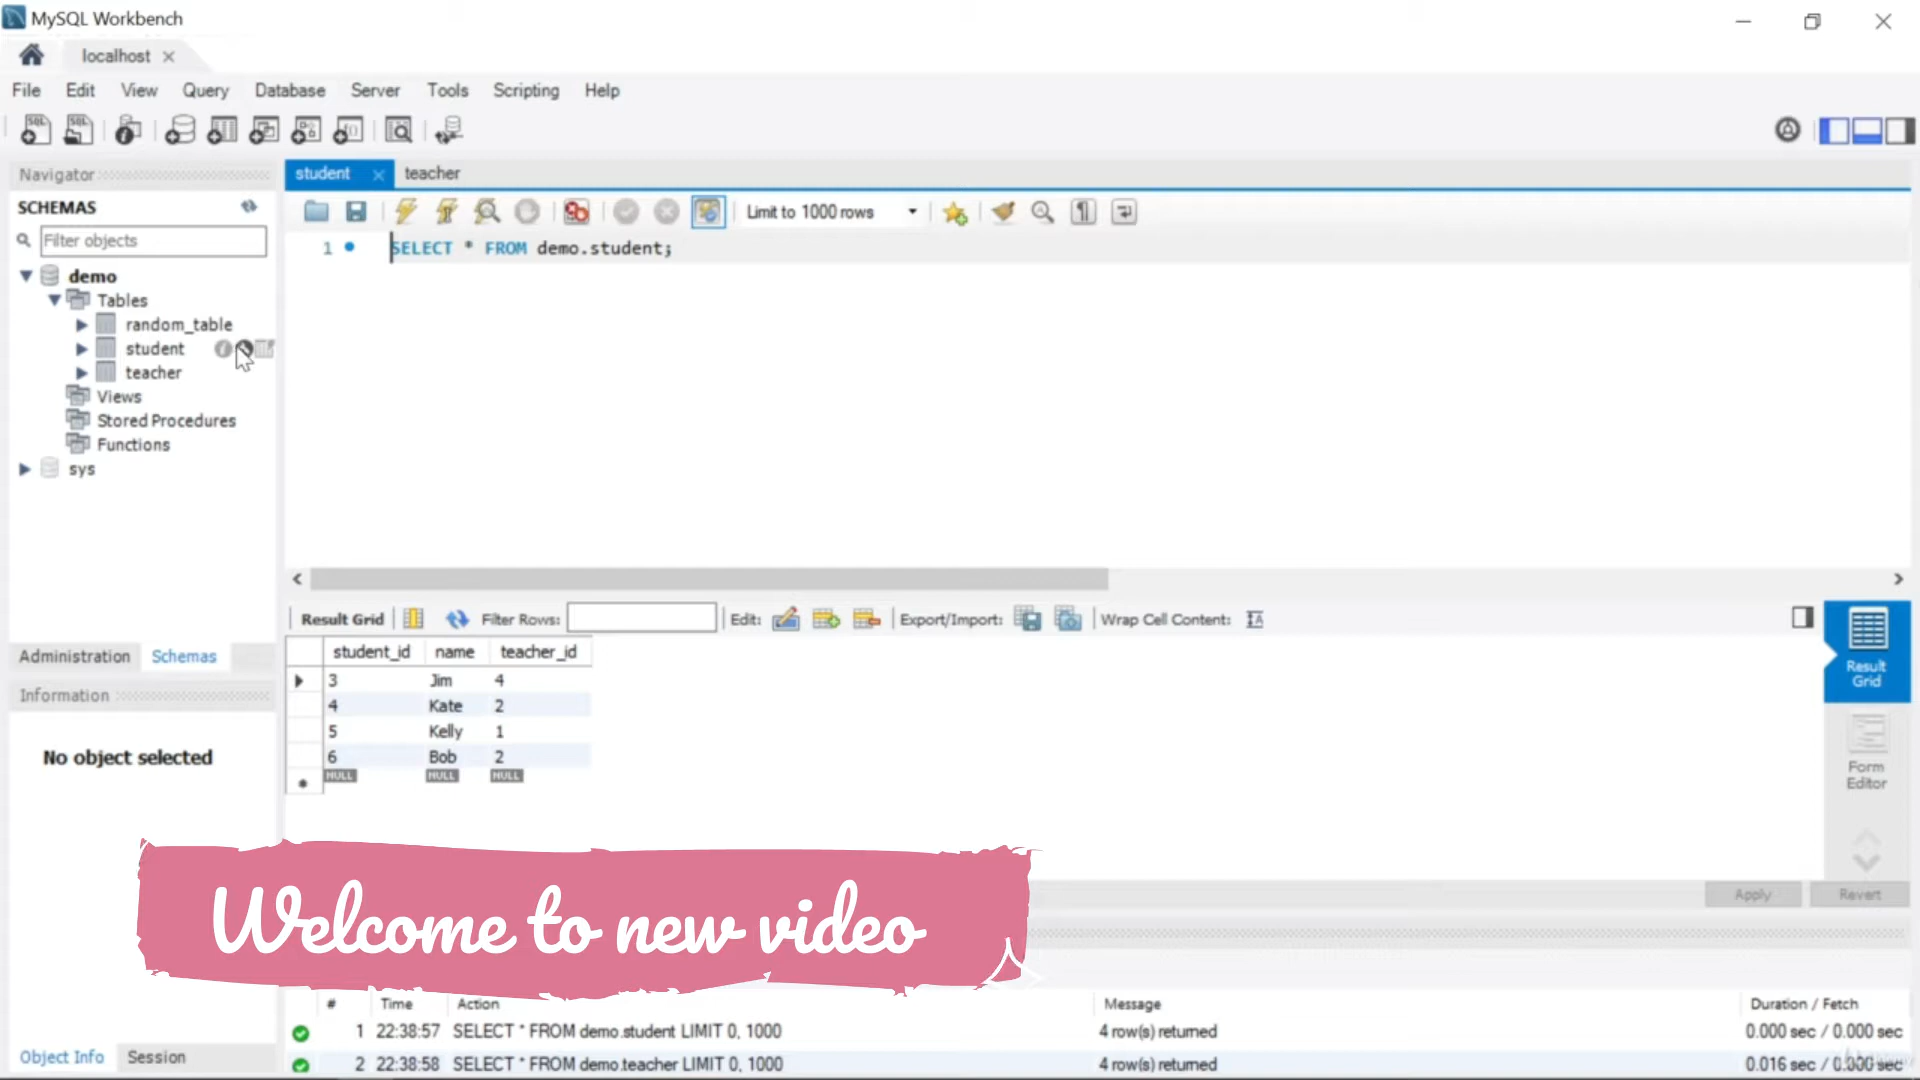 MySQL Workbench
localhost
File Edit View Query Database Server Tools Scripting Help
Navigator
SCHEMAS
Filter objects
demo
Tables
random_table
student
teacher
Views
Stored Procedures
Functions
sys
Administration Schemas
Information
No object selected
Object Info Session
student teacher
Limit to 1000 rows
1 SELECT * FROM demo.student;
Result Grid Filter Rows: Edit: Export/Import: Wrap Cell Content:
student_id name teacher_id
3 Jim 4
4 Kate 2
5 Kelly 1
6 Bob 2
NULL NULL NULL
Result
Grid
Form
Editor
Apply Revert
Welcome to new video
# Time Action Message Duration / Fetch
1 22:38:57 SELECT * FROM demo.student LIMIT 0, 1000 4 row(s) returned 0.000 sec / 0.000 sec
2 22:38:58 SELECT * FROM demo.teacher LIMIT 0, 1000 4 row(s) returned 0.016 sec / 0.000 sec